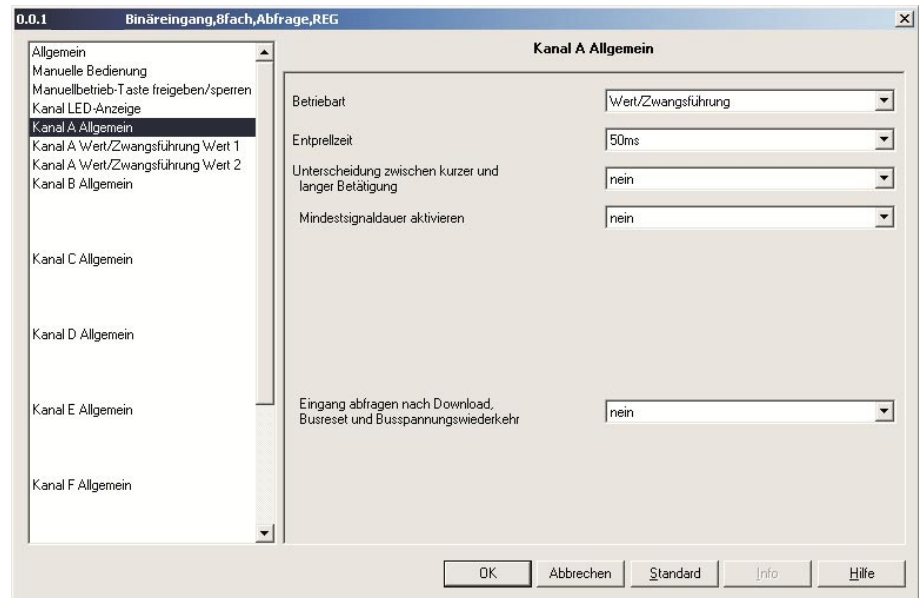 0.0.1 Binäreingang,8fach,Abfrage,REG
Allgemein
Manuelle Bedienung
Manuellbetrieb-Taste freigeben/sperren
Kanal LED-Anzeige
Kanal A Allgemein
Kanal A Wert/Zwangsführung Wert 1
Kanal A Wert/Zwangsführung Wert 2
Kanal B Allgemein
Kanal C Allgemein
Kanal D Allgemein
Kanal E Allgemein
Kanal F Allgemein
Kanal A Allgemein
Betriebart Wert/Zwangsführung
Entprellzeit 50ms
Unterscheidung zwischen kurzer und
langer Betätigung nein
Mindestsignaldauer aktivieren nein
Eingang abfragen nach Download,
Busreset und Busspannungswiederkehr nein
OK Abbrechen Standard Info Hilfe